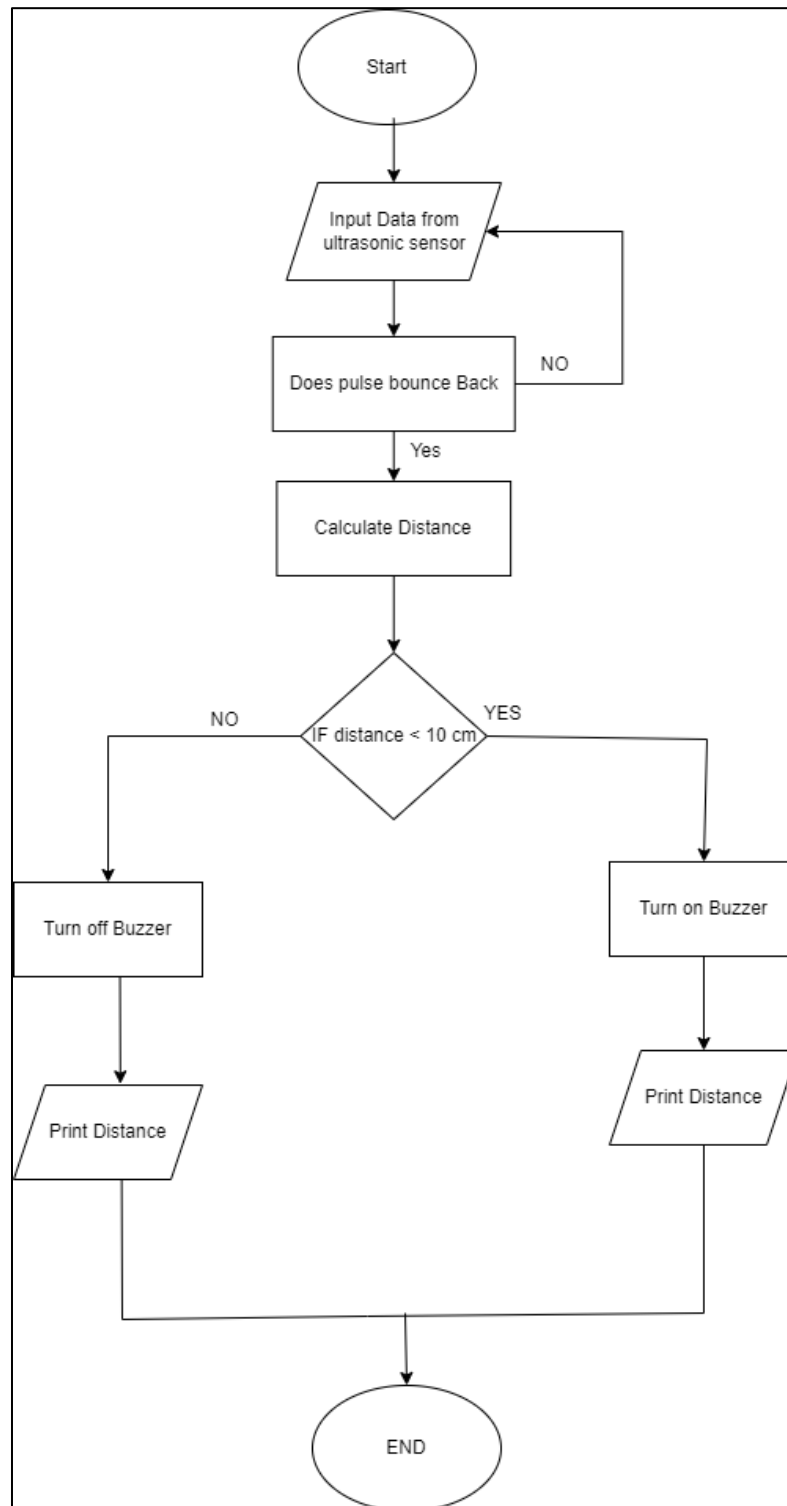 Start
Input Data from
ultrasonic sensor
Does pulse bounce Back
NO
Yes
Calculate Distance
IF distance < 10 cm
NO
YES
Turn off Buzzer
Turn on Buzzer
Print Distance
Print Distance
END